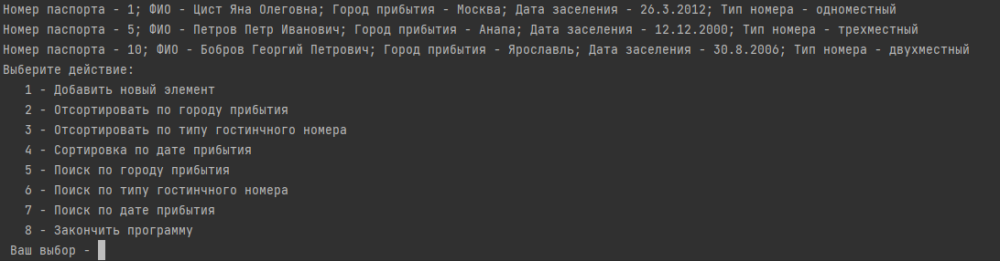 Номер паспорта - 1; ФИО - Цист Яна Олеговна; Город прибытия - Москва; Дата заселения - 26.3.2012; Тип номера - одноместный
Номер паспорта - 5; ФИО - Петров Петр Иванович; Город прибытия - Анапа; Дата заселения - 12.12.2000; Тип номера - трехместный
Номер паспорта - 10; ФИО - Бобров Георгий Петрович; Город прибытия - Ярославль; Дата заселения - 30.8.2006; Тип номера - двухместный
Выберите действие:
1 - Добавить новый элемент
2 - Отсортировать по городу прибытия
3 - Отсортировать по типу гостинчного номера
4 - Сортировка по дате прибытия
5 - Поиск по городу прибытия
6 - Поиск по типу гостинчного номера
7 - Поиск по дате прибытия
8 - Закончить программу
Ваш выбор -